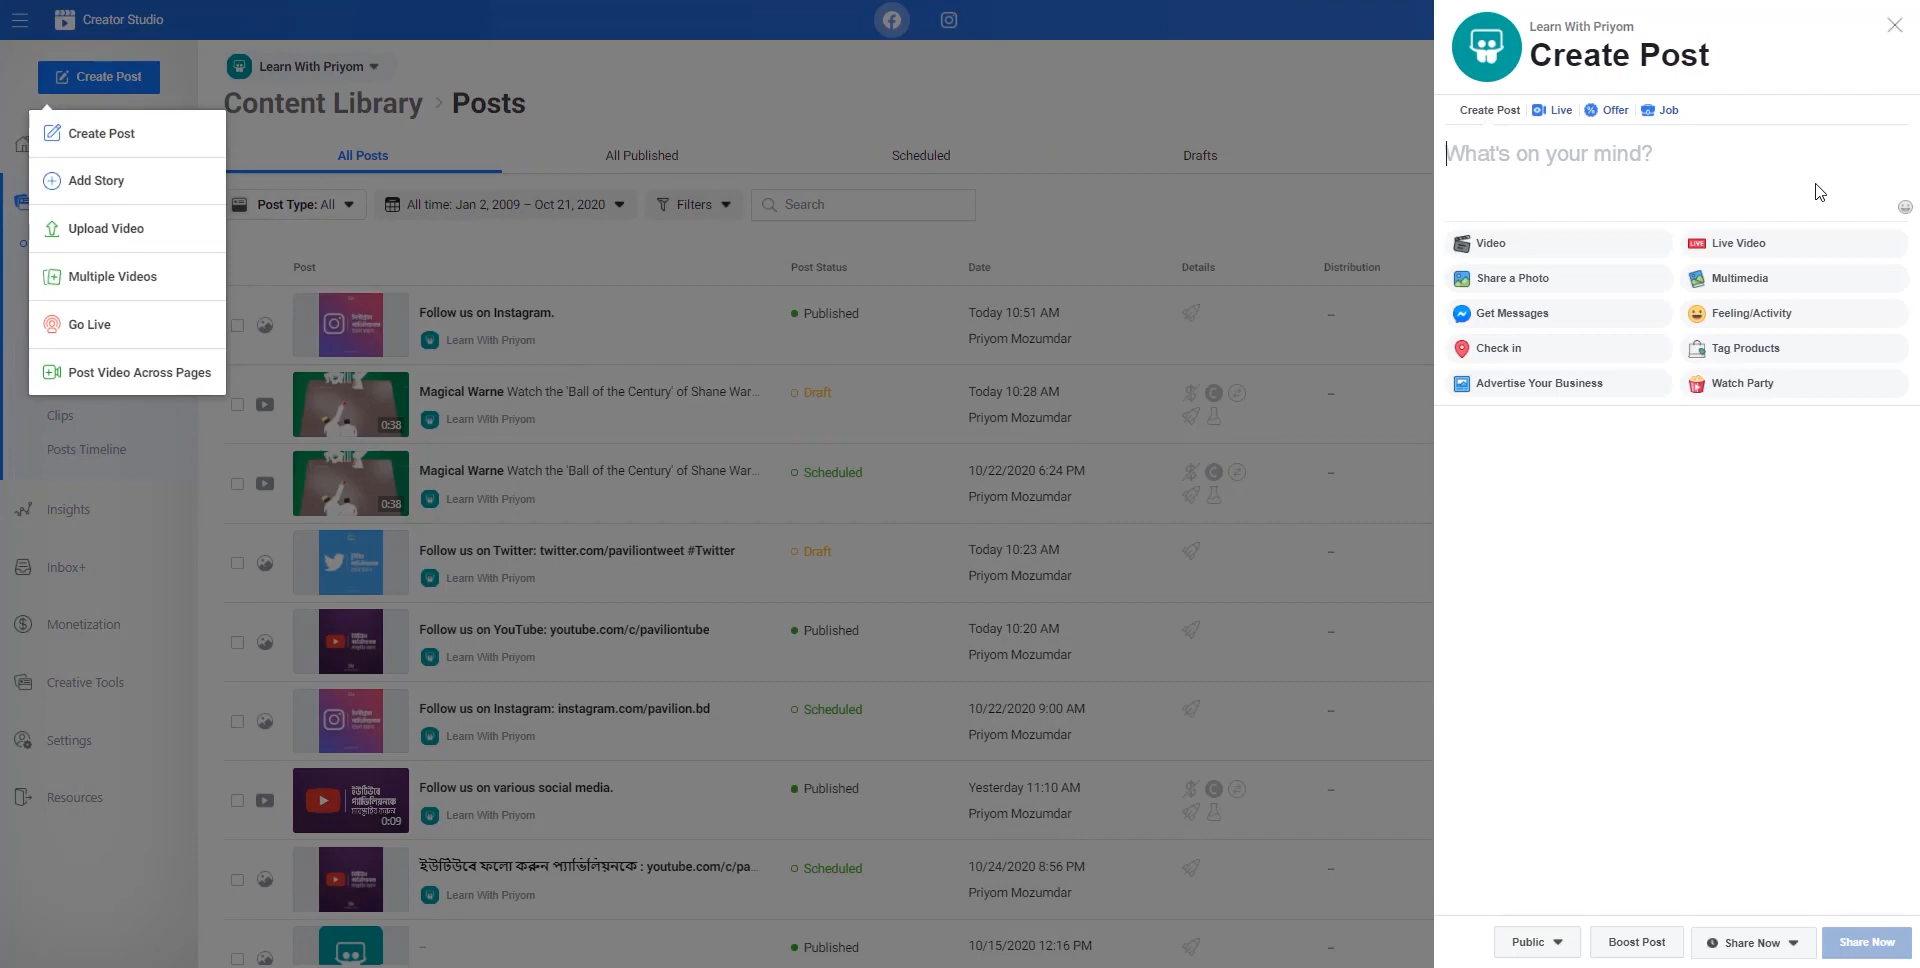 Creator Studio
Create Post
Create Post
Add Story
Upload Video
Multiple Videos
Go Live
Post Video Across Pages
Clips
Posts Timeline
Insights
Inbox+
Monetization
Creative Tools
Settings
Resources
Learn With Priyom
Content Library > Posts
All Posts All Published Scheduled Drafts
Post Type: All All time: Jan 2, 2009 – Oct 21, 2020 Filters Search
Post Post Status Date Details Distribution
Follow us on Instagram. Published Today 10:51 AM
Learn With Priyom Priyom Mozumdar
Magical Warne Watch the 'Ball of the Century' of Shane War... Draft Today 10:28 AM –
0:38 Learn With Priyom Priyom Mozumdar
Magical Warne Watch the 'Ball of the Century' of Shane War... Scheduled 10/22/2020 6:24 PM –
0:38 Learn With Priyom Priyom Mozumdar
Follow us on Twitter: twitter.com/paviliontweet #Twitter Draft Today 10:23 AM –
Learn With Priyom Priyom Mozumdar
Follow us on YouTube: youtube.com/c/paviliontube Published Today 10:20 AM –
Learn With Priyom Priyom Mozumdar
Follow us on Instagram: instagram.com/pavilion.bd Scheduled 10/22/2020 9:00 AM –
Learn With Priyom Priyom Mozumdar
Follow us on various social media. Published Yesterday 11:10 AM –
ইউটিউবে
প্যাভিলিয়নকে
0:09 Learn With Priyom Priyom Mozumdar
ইউটিউবে ফলো করুন প্যাভিলিয়নকে : youtube.com/c/pa... Scheduled 10/24/2020 8:56 PM –
Learn With Priyom Priyom Mozumdar
– Published 10/15/2020 12:16 PM –
Learn With Priyom
Create Post
Create Post Live Offer Job
What's on your mind?
Video LIVE Live Video
Share a Photo Multimedia
Get Messages Feeling/Activity
Check in Tag Products
Advertise Your Business Watch Party
Public Boost Post Share Now Share Now